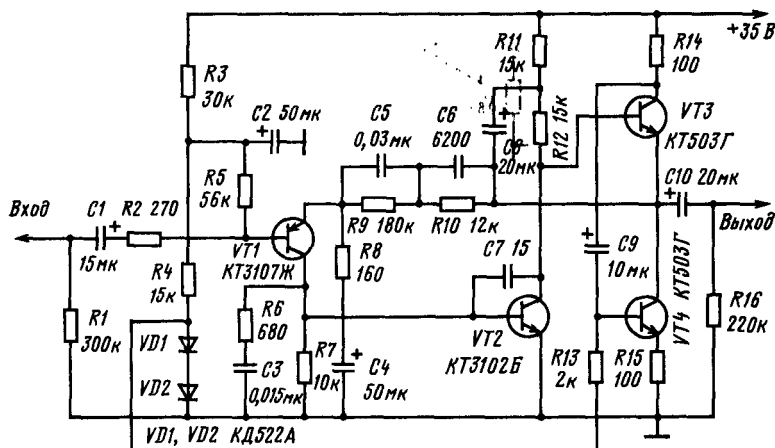 +35 В
R11
15к
R14
100
R3
30к
C2 50мк
C5
0,03мк
C6
6200
C8
20мк
R12 15к
VT3
КТ503Г
R5
56к
Вход
C1
15мк
R2 270
VT1
КТ3107Ж
R9 180к
R10 12к
C10 20мк
Выход
R4
15к
R8
160
C7 15
C9
10мк
КТ503Г
VT4
R1
300к
VD1
R6
680
VT2
КТ3102Б
R16
220к
VD2
C3
0,015мк
R7
10к
C4
50мк
R13
2к
R15
100
VD1, VD2 КД522А